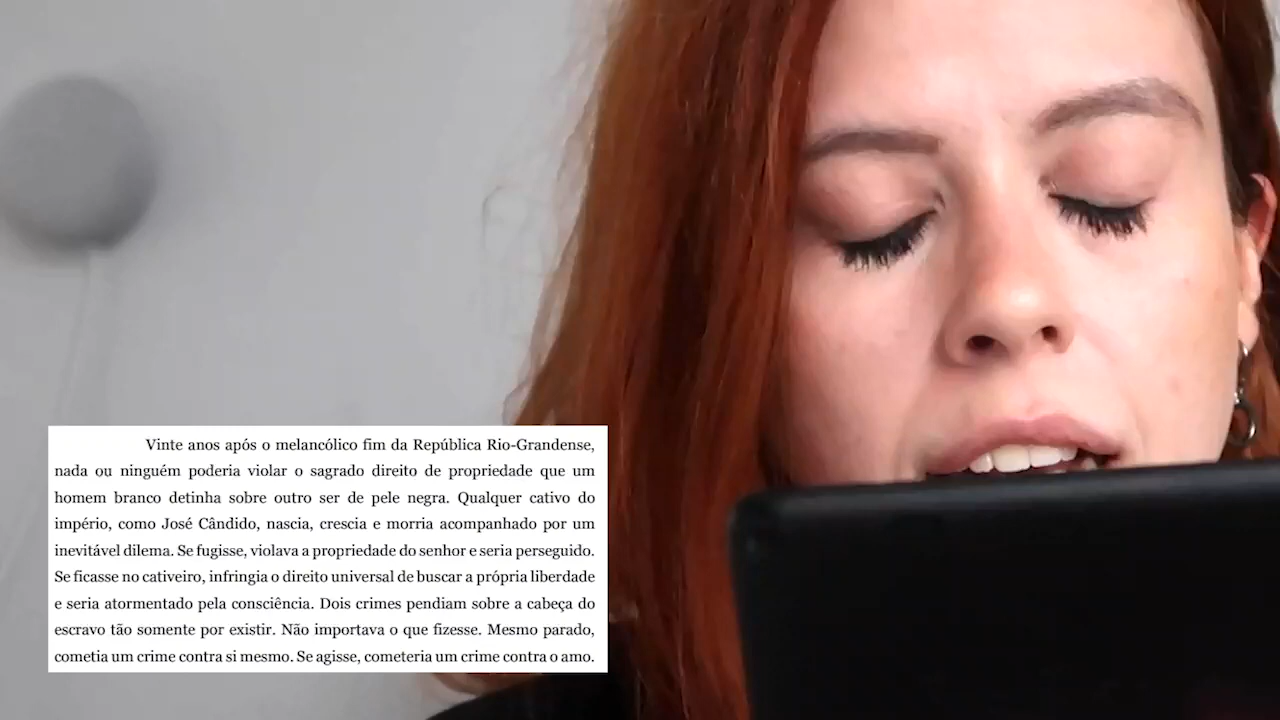 Vinte anos após o melancólico fim da República Rio-Grandense,
nada ou ninguém poderia violar o sagrado direito de propriedade que um
homem branco detinha sobre outro ser de pele negra. Qualquer cativo do
império, como José Cândido, nascia, crescia e morria acompanhado por um
inevitável dilema. Se fugisse, violava a propriedade do senhor e seria perseguido.
Se ficasse no cativeiro, infringia o direito universal de buscar a própria liberdade
e seria atormentado pela consciência. Dois crimes pendiam sobre a cabeça do
escravo tão somente por existir. Não importava o que fizesse. Mesmo parado,
cometia um crime contra si mesmo. Se agisse, cometeria um crime contra o amo.